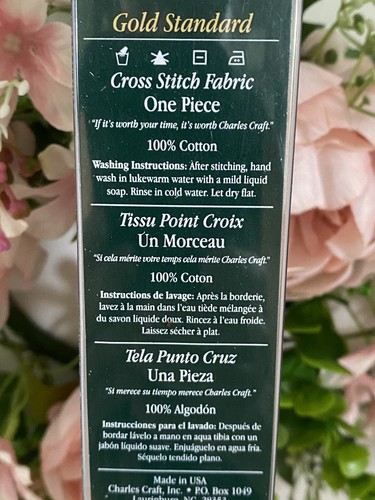 Gold Standard
Cross Stitch Fabric
One Piece
"If it's worth your time, it's worth Charles Craft."
100% Cotton
Washing Instructions: After stitching, hand
wash in lukewarm water with a mild liquid
soap. Rinse in cold water. Let dry flat.
Tissu Point Croix
Un Morceau
"Si cela mérite votre temps cela mérite Charles Craft."
100% Coton
Instructions de lavage: Après la borderie,
lavez à la main dans l'eau tiède mélangée à
du savon liquide doux. Rincez à l'eau froide.
Laissez sécher à plat.
Tela Punto Cruz
Una Pieza
"Si merece su tiempo merece Charles Craft."
100% Algodón
Instrucciones para el lavado: Después de
bordar lávelo a mano en aqua tibia con un
jabón líquido suave. Enjuáguelo en agua fría.
Séquelo tendido plano.
Made in USA
Charles Craft, Inc. • P.O. Box 1049
Laurinburg, NC 28353